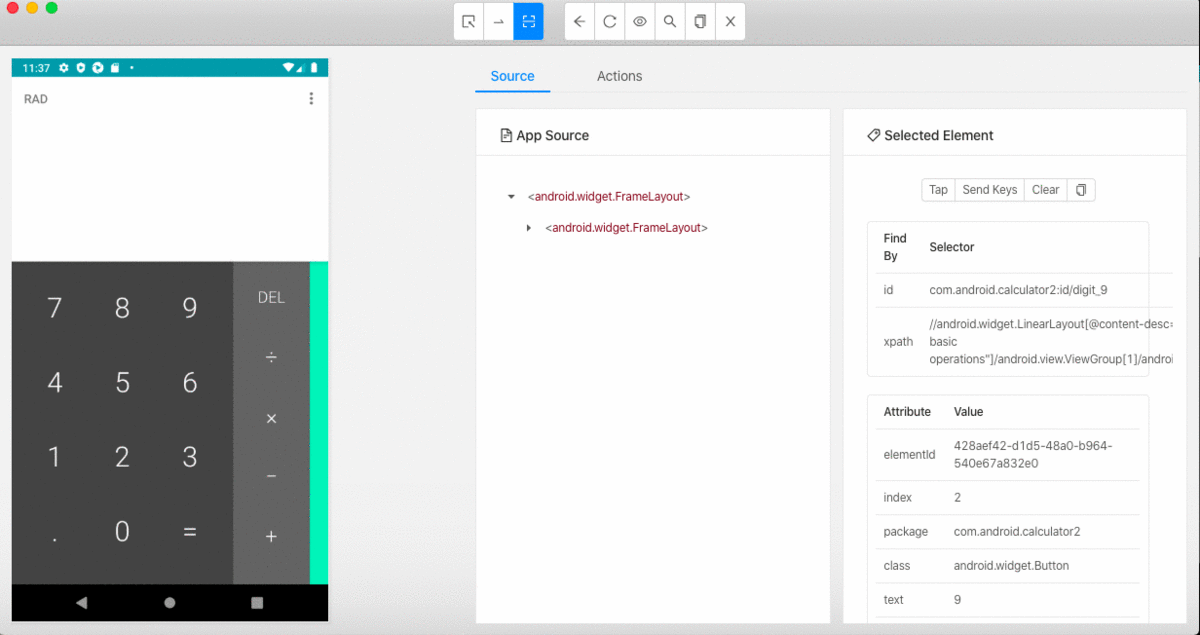 11:37
RAD
7 8 9 DEL
÷
4 5 6
×
1 2 3
−
. 0 =
+
Source Actions
App Source
<android.widget.FrameLayout>
<android.widget.FrameLayout>
Selected Element
Tap Send Keys Clear
Find By Selector
id com.android.calculator2:id/digit_9
xpath //android.widget.LinearLayout[@content-desc=
basic
operations"]/android.view.ViewGroup[1]/androi
Attribute Value
elementId 428aef42-d1d5-48a0-b964-
540e67a832e0
index 2
package com.android.calculator2
class android.widget.Button
text 9